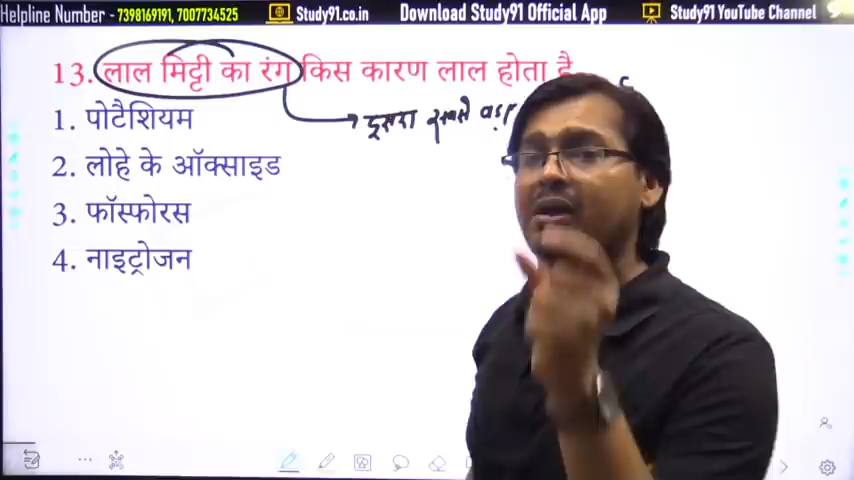 Helpline Number - 7398169191, 7007734525 Study91.co.in Download Study91 Official App Study91 YouTube Channel
13. लाल मिट्टी का रंग किस कारण लाल होता है
दूसरा सबसे बड़ा
1. पोटैशियम
2. लोहे के ऑक्साइड
3. फॉस्फोरस
4. नाइट्रोजन